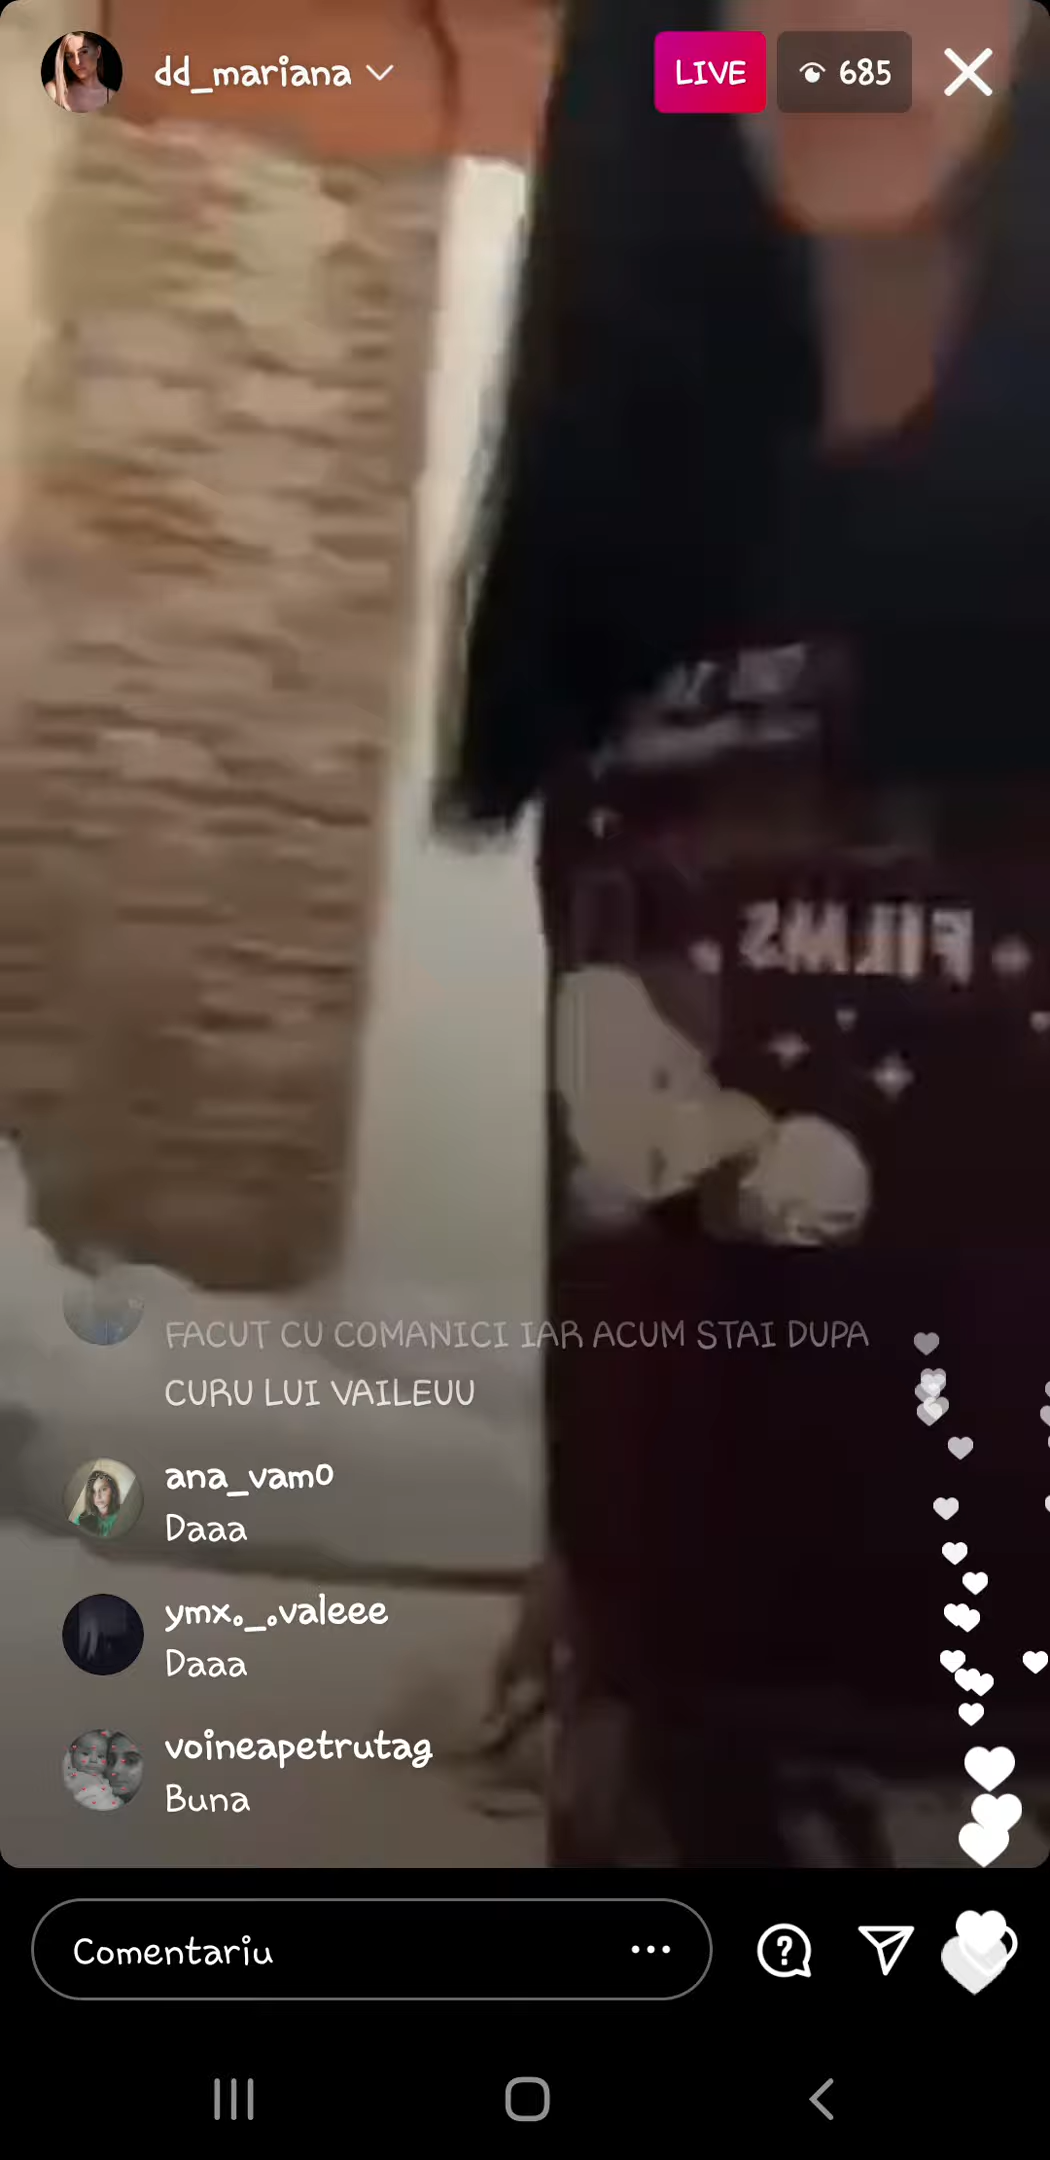 dd_mariana
LIVE
685
FILMS
FACUT CU COMANICI IAR ACUM STAI DUPA
CURU LUI VAILEUU
ana_vam0
Daaa
ymx._.valeee
Daaa
voineapetrutag
Buna
Comentariu